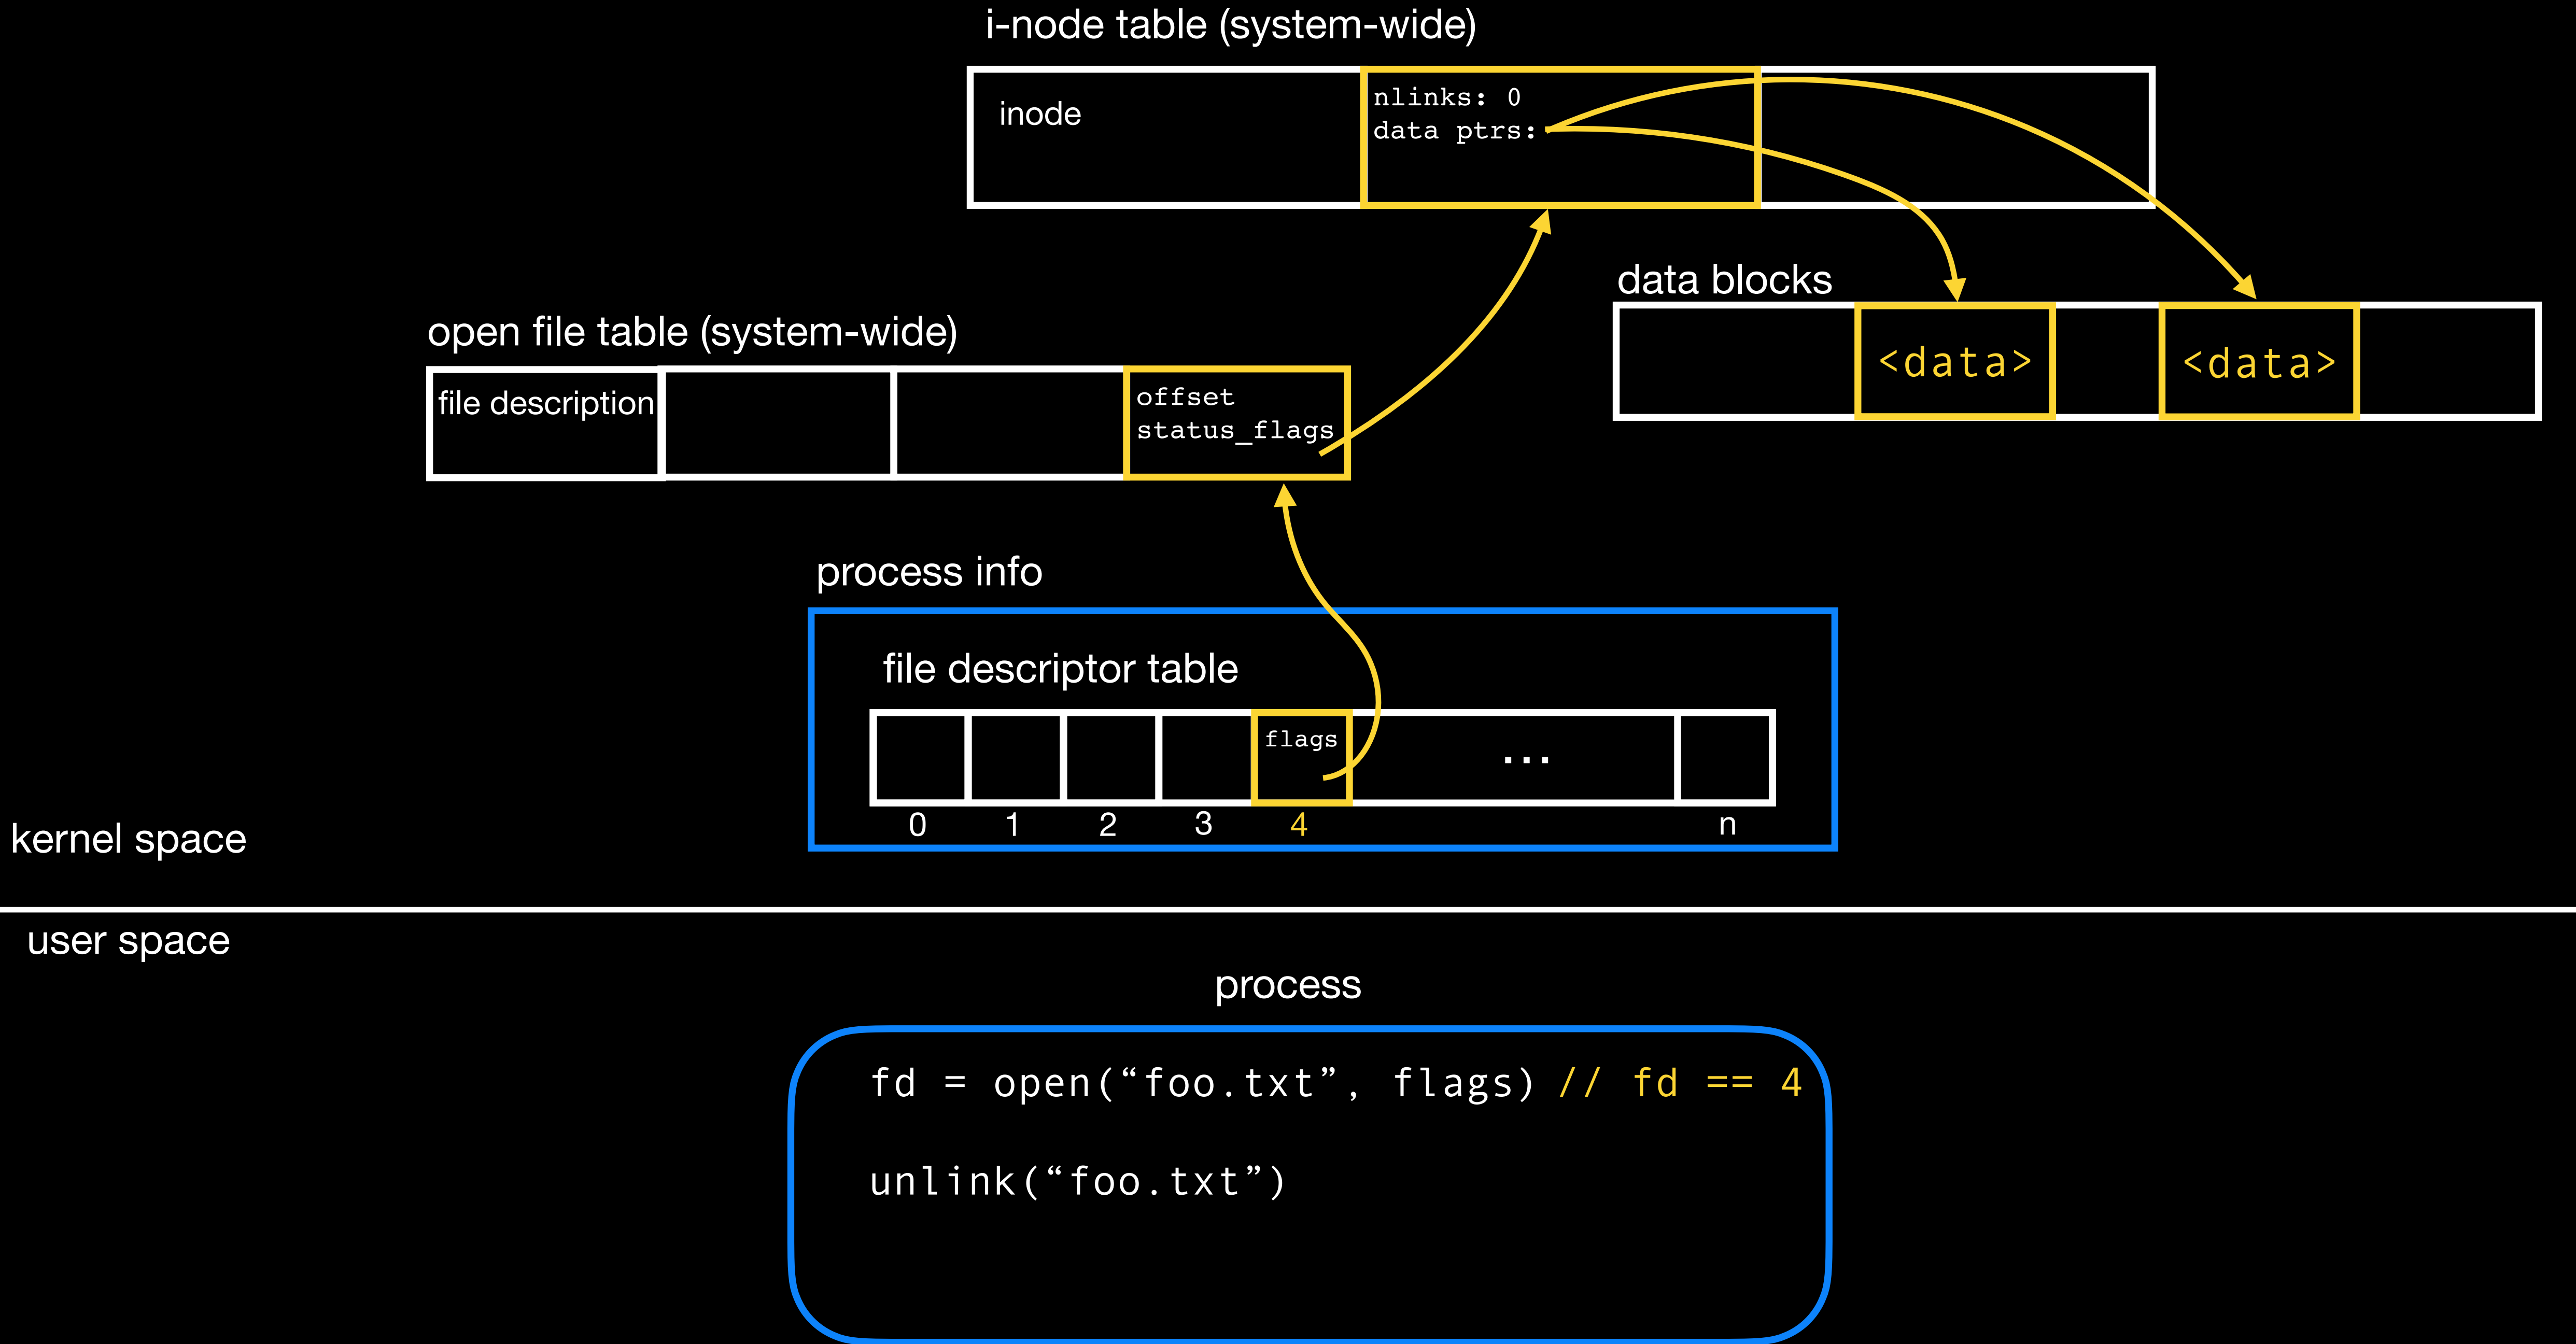 i-node table (system-wide)
inode
nlinks: 0
data ptrs:
data blocks
<data>
<data>
open file table (system-wide)
file description
offset
status_flags
process info
file descriptor table
flags
...
0 1 2 3 4 n
kernel space
user space
process
fd = open(“foo.txt”, flags) // fd == 4
unlink(“foo.txt”)